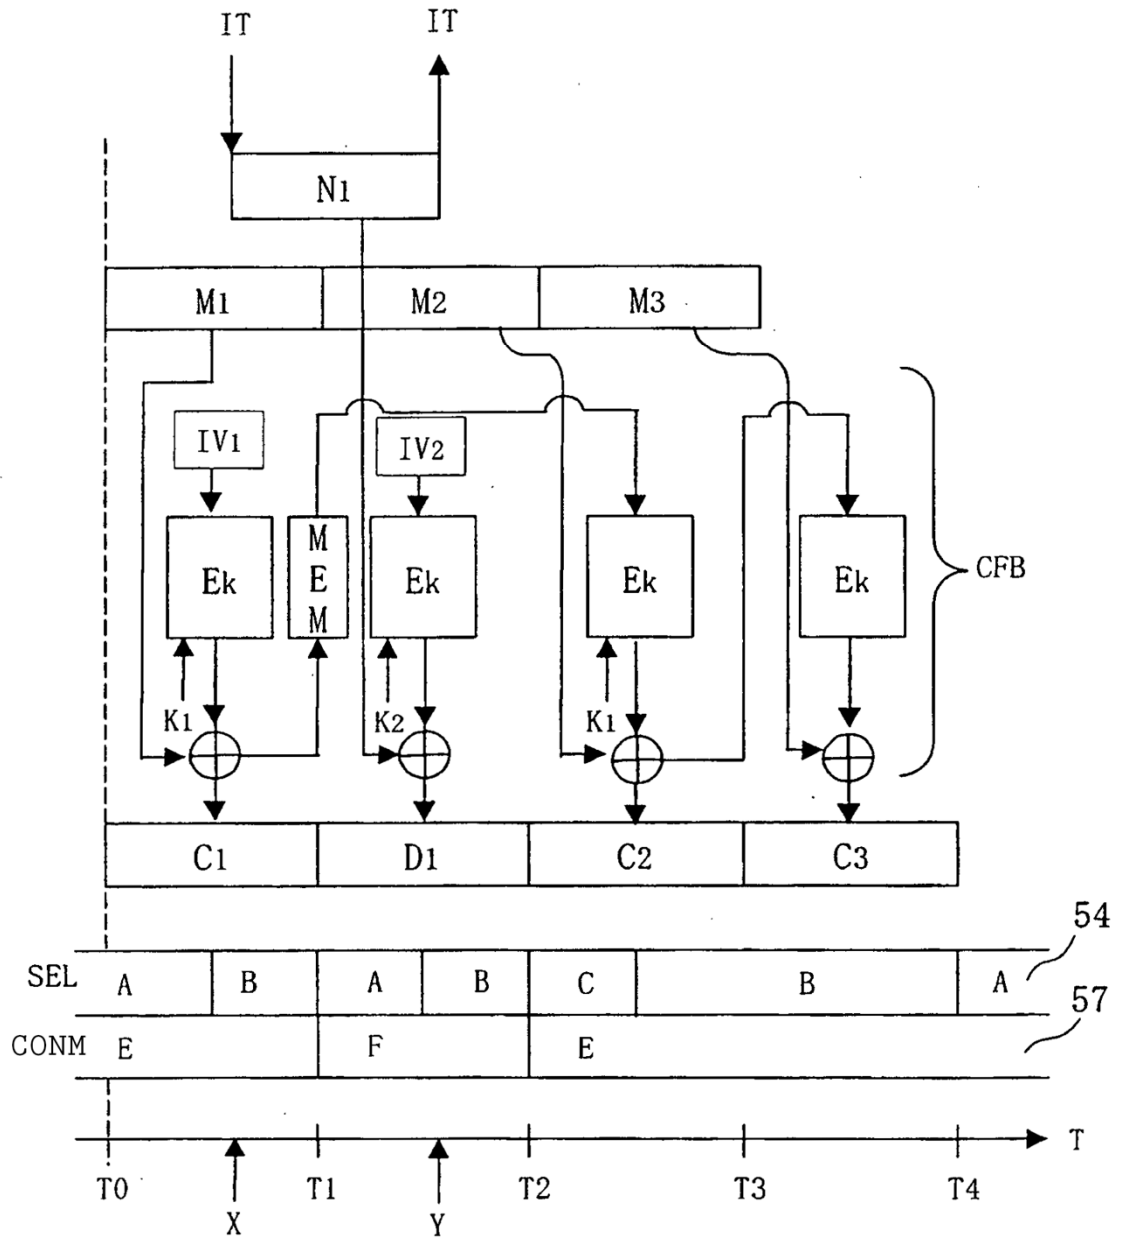 IT IT
N1
M1 M2 M3
IV1 IV2
Ek MEM Ek Ek Ek
CFB
K1 K2 K1
C1 D1 C2 C3
54
SEL A B A B C B A
57
CONM E F E
T
T0 T1 T2 T3 T4
X Y